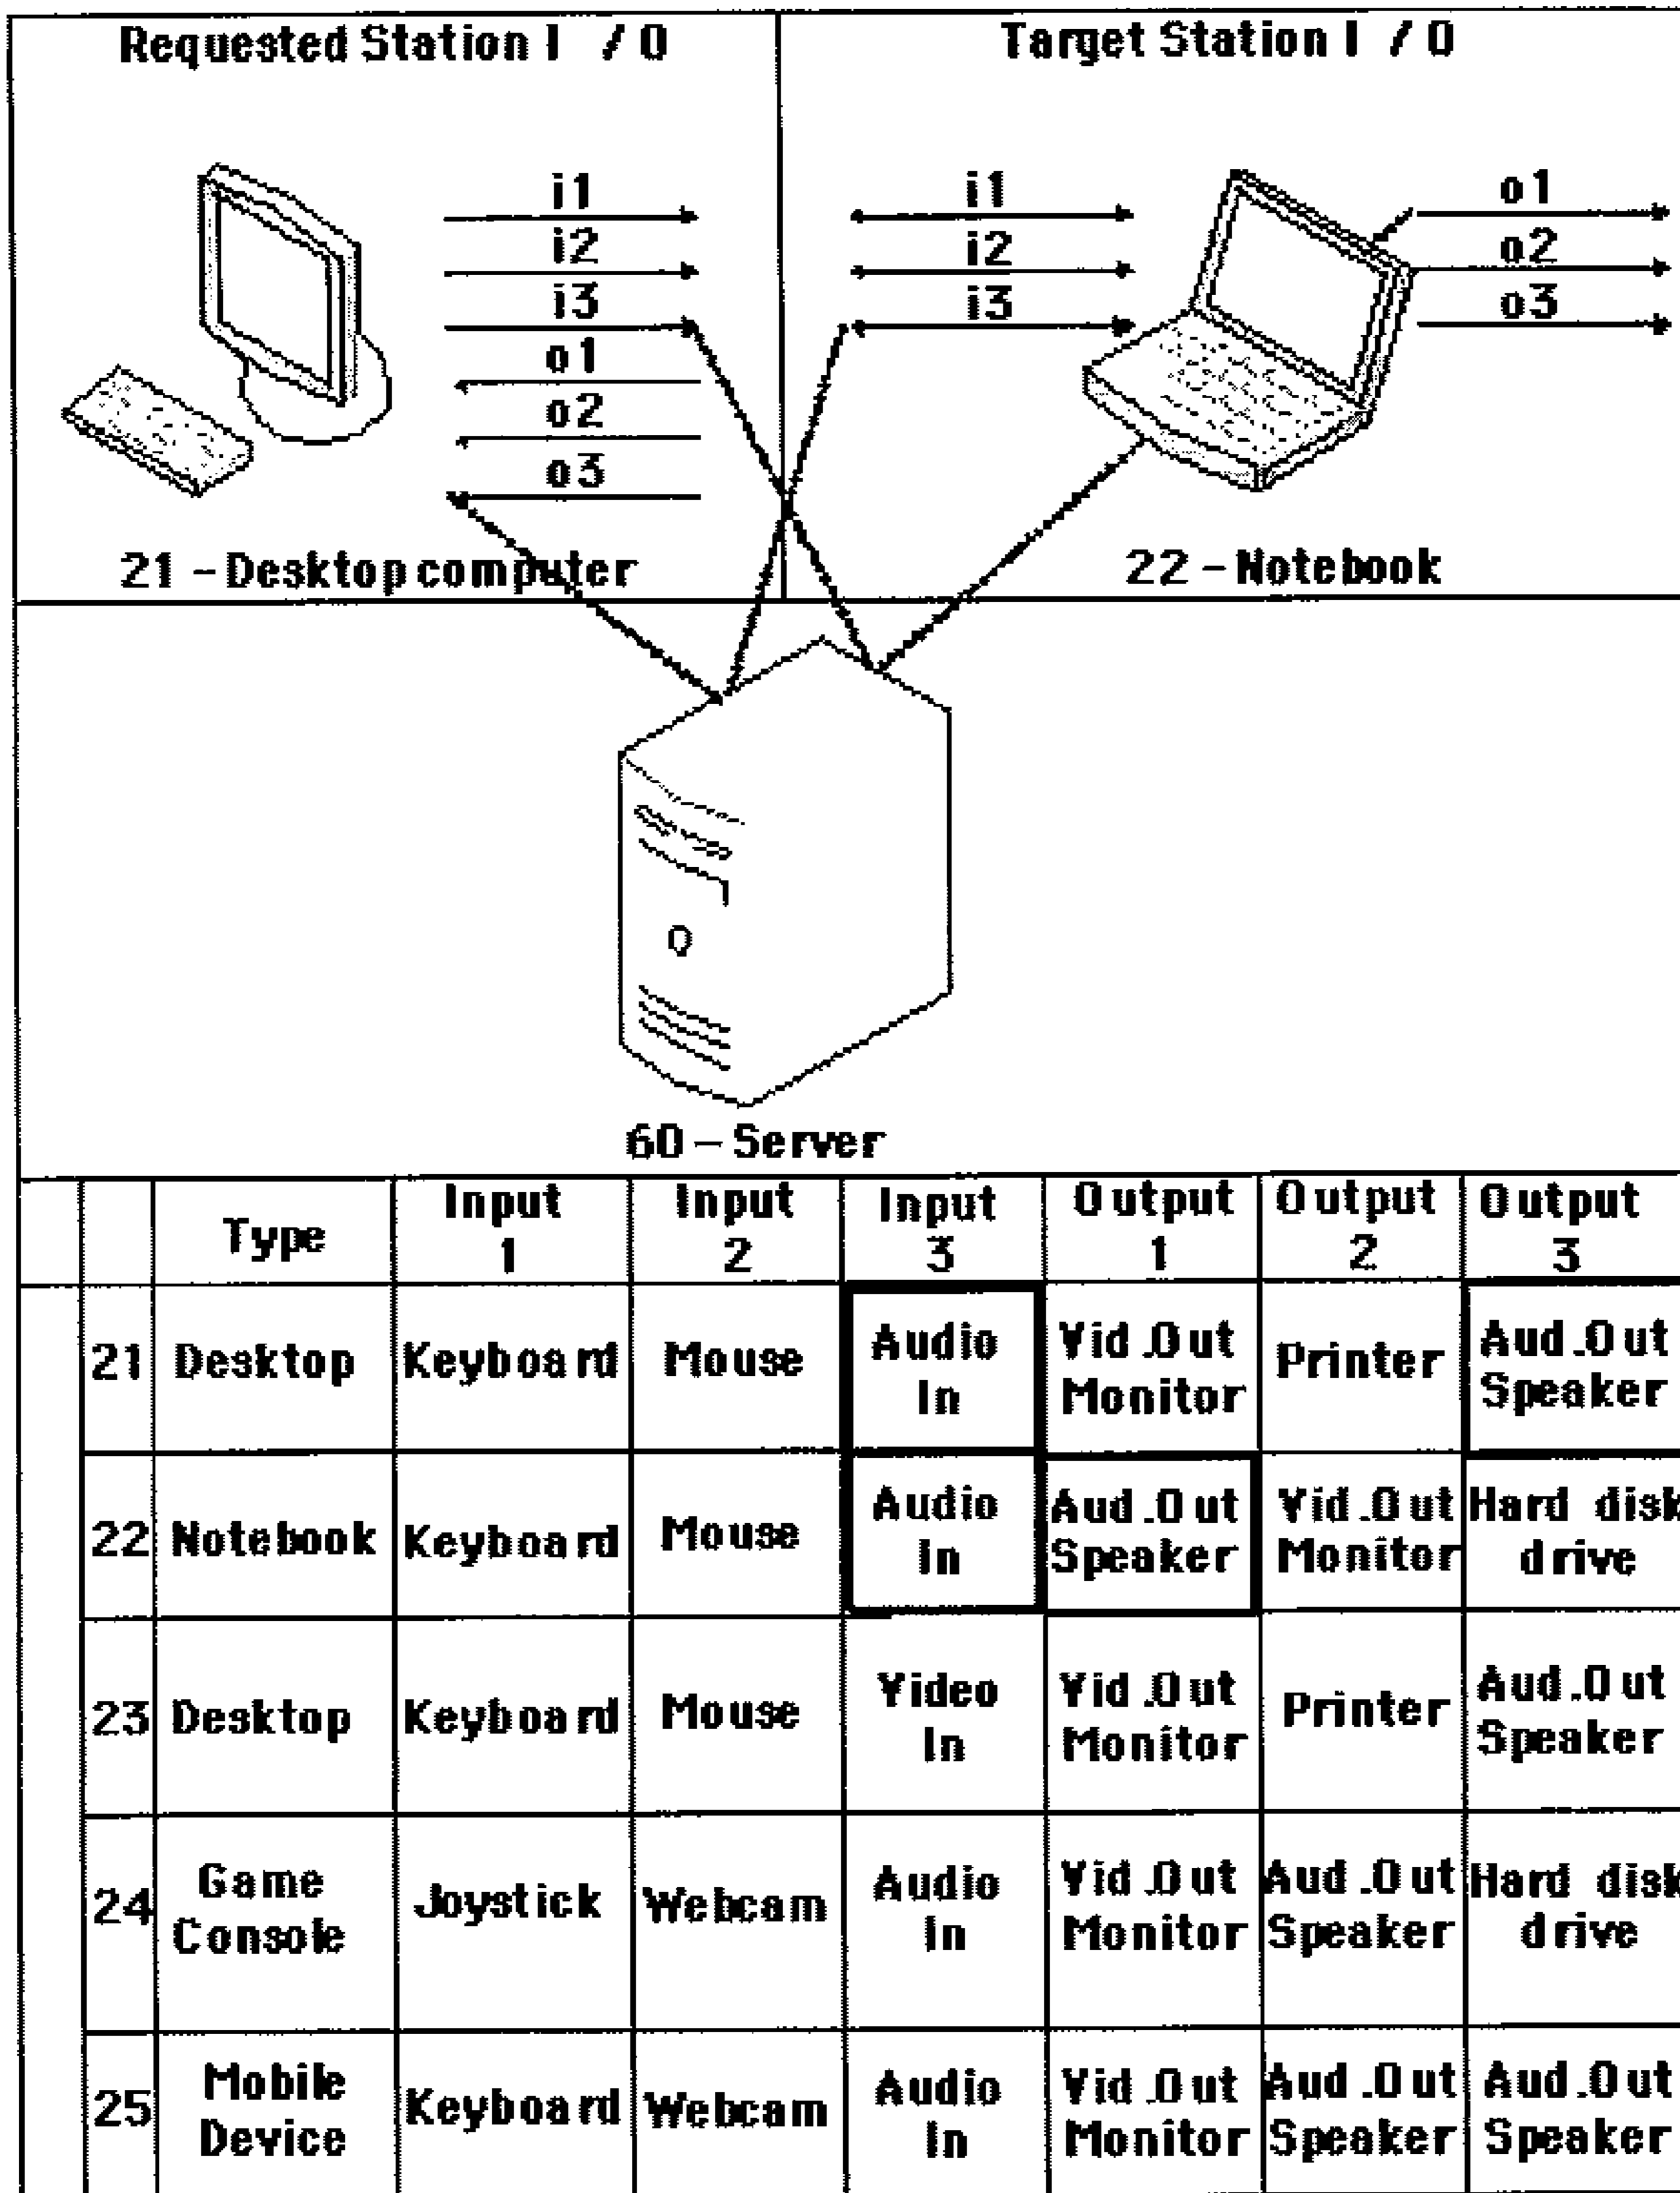 Requested Station I / O
Target Station I / O
i1
i2
i3
o1
o2
o3
i1
i2
i3
o1
o2
o3
21 – Desktop computer
22 – Notebook
60 – Server
Type
Input 1
Input 2
Input 3
Output 1
Output 2
Output 3
21
Desktop
Keyboard
Mouse
Audio In
Vid.Out Monitor
Printer
Aud.Out Speaker
22
Notebook
Keyboard
Mouse
Audio In
Aud.Out Speaker
Vid.Out Monitor
Hard disk drive
23
Desktop
Keyboard
Mouse
Video In
Vid.Out Monitor
Printer
Aud.Out Speaker
24
Game Console
Joystick
Webcam
Audio In
Vid.Out Monitor
Aud.Out Speaker
Hard disk drive
25
Mobile Device
Keyboard
Webcam
Audio In
Vid.Out Monitor
Aud.Out Speaker
Aud.Out Speaker